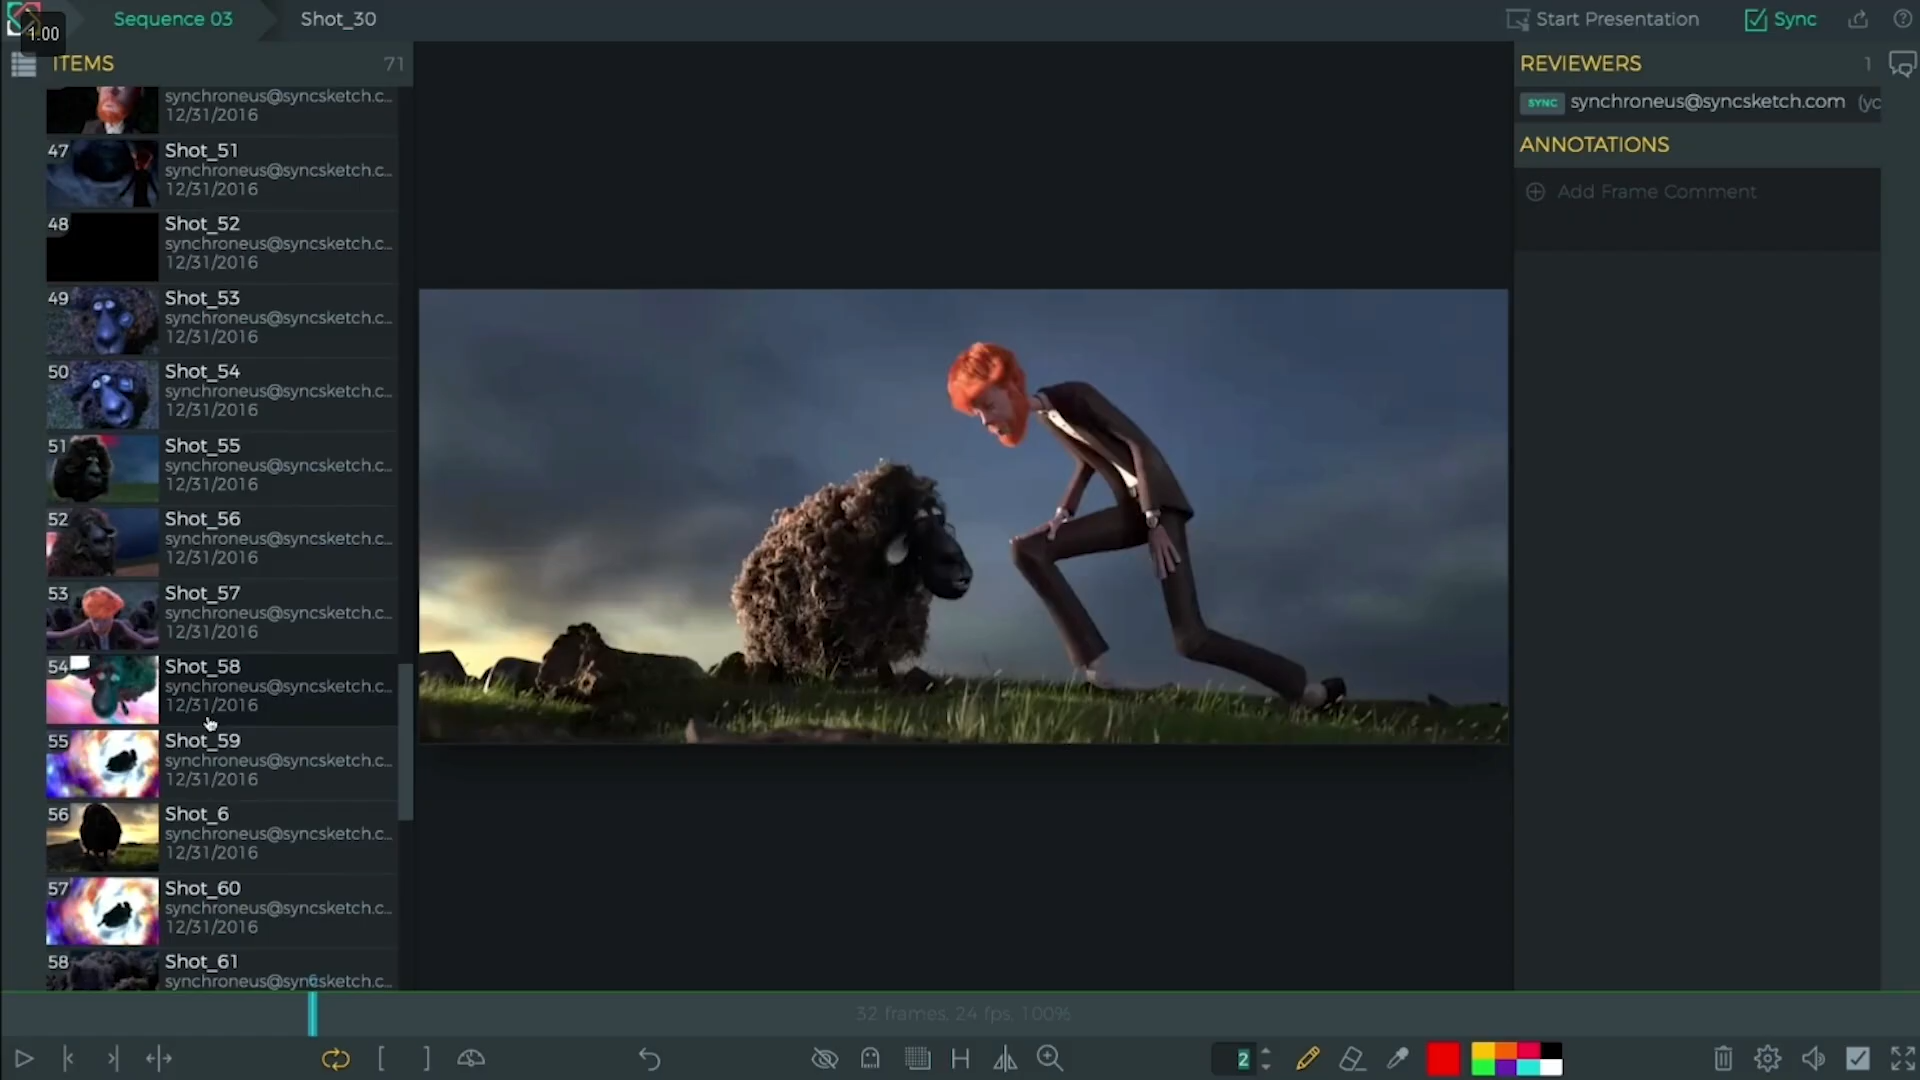 1.00
Sequence 03
Shot_30
Start Presentation
Sync
ITEMS
71
synchroneus@syncsketch.c...
12/31/2016
47
Shot_51
synchroneus@syncsketch.c...
12/31/2016
48
Shot_52
synchroneus@syncsketch.c...
12/31/2016
49
Shot_53
synchroneus@syncsketch.c...
12/31/2016
50
Shot_54
synchroneus@syncsketch.c...
12/31/2016
51
Shot_55
synchroneus@syncsketch.c...
12/31/2016
52
Shot_56
synchroneus@syncsketch.c...
12/31/2016
53
Shot_57
synchroneus@syncsketch.c...
12/31/2016
54
Shot_58
synchroneus@syncsketch.c...
12/31/2016
55
Shot_59
synchroneus@syncsketch.c...
12/31/2016
56
Shot_6
synchroneus@syncsketch.c...
12/31/2016
57
Shot_60
synchroneus@syncsketch.c...
12/31/2016
58
Shot_61
synchroneus@syncsketch.c...
REVIEWERS
1
SYNC synchroneus@syncsketch.com (yo
ANNOTATIONS
Add Frame Comment
6
32 frames, 24 fps, 100%
H
2